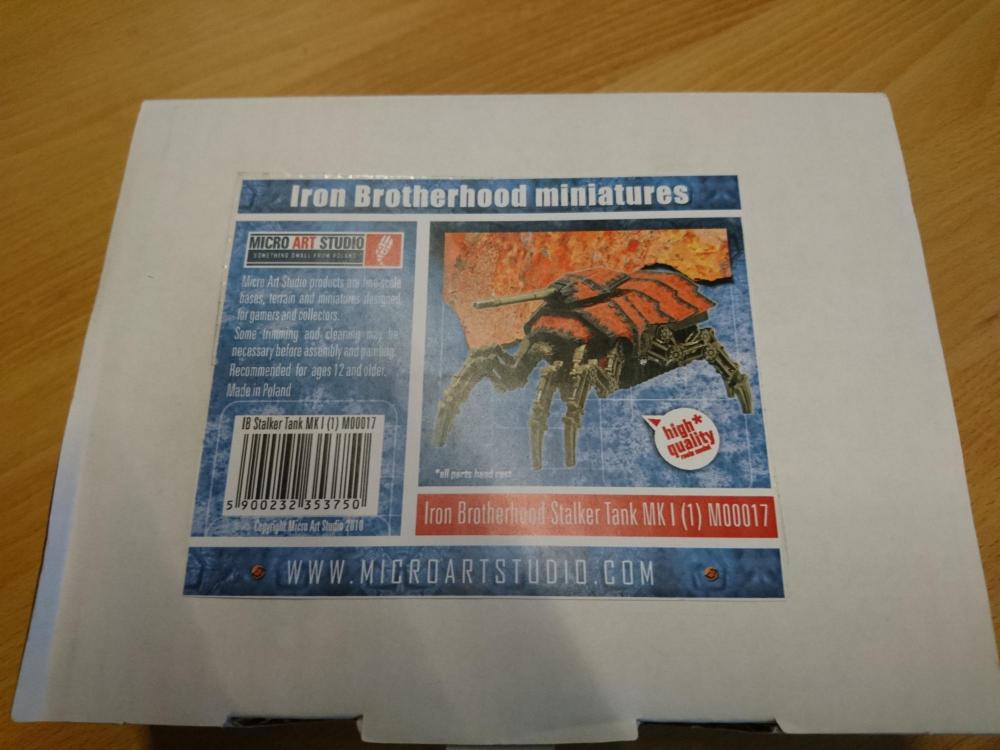 Iron Brotherhood miniatures
MICRO ART STUDIO
SOMETHING SMALL FROM POLAND
Micro Art Studio products are fine-scale
bases, terrain and miniatures designed
for gamers and collectors.
Some trimming and cleaning may be
necessary before assembly and painting.
Recommended for ages 12 and older.
Made in Poland
IB Stalker Tank MK I (1) M00017
5 900232 353750
Copyright Micro Art Studio 2010
high*
quality
resin model
*all parts hand cast
Iron Brotherhood Stalker Tank MK I (1) M00017
WWW.MICROARTSTUDIO.COM